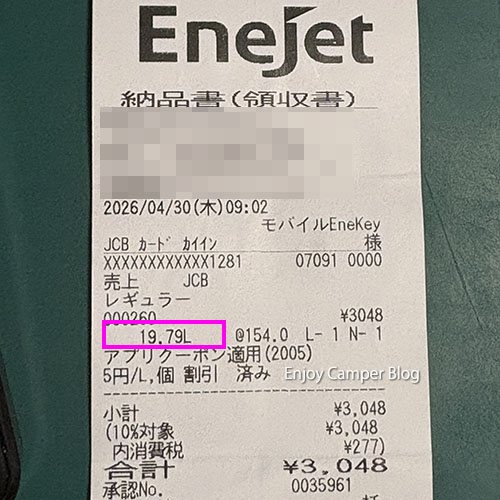 EneJet
納品書(領収書)
2026/04/30(木)09:02
モバイルEneKey
JCB カード カイイン 様
XXXXXXXXXXXX1281 07091 0000
売上 JCB
レギュラー
000260 ¥3048
19.79L @154.0 L- 1 N- 1
アプリクーポン適用(2005)
5円/L,個 割引 済み
Enjoy Camper Blog
小計 ¥3,048
(10%対象 ¥3,048
内消費税 ¥277)
合計 ¥3,048
承認No. 0035961